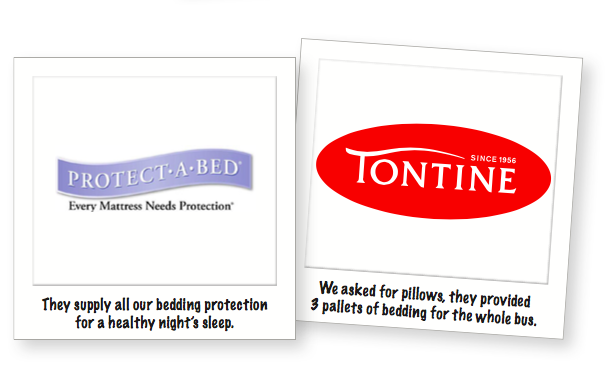 PROTECT·A·BED®
Every Mattress Needs Protection®
They supply all our bedding protection
for a healthy night's sleep.
SINCE 1956
TONTINE
We asked for pillows, they provided
3 pallets of bedding for the whole bus.